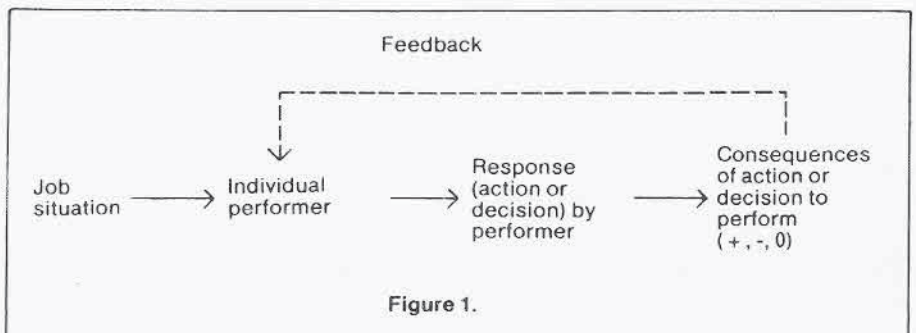 Feedback
Job
situation
Individual
performer
Response
(action or
decision) by
performer
Consequences
of action or
decision to
perform
(+, -, 0)
Figure 1.